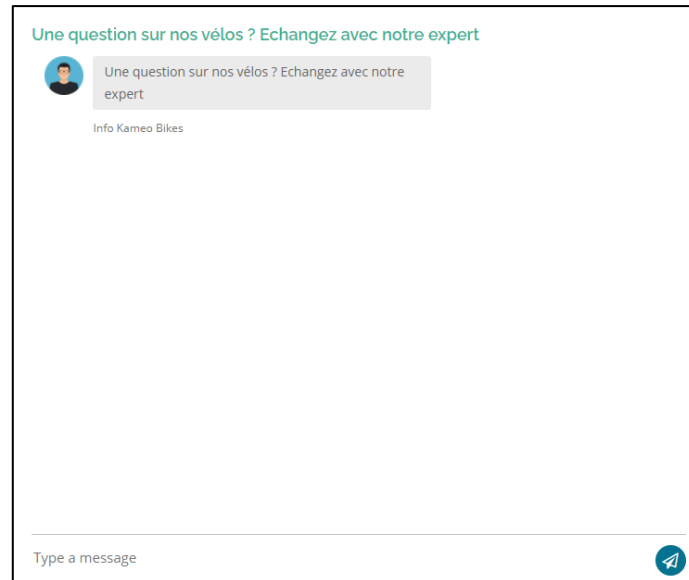 Une question sur nos vélos ? Echangez avec notre expert
Une question sur nos vélos ? Echangez avec notre
expert
Info Kameo Bikes
Type a message